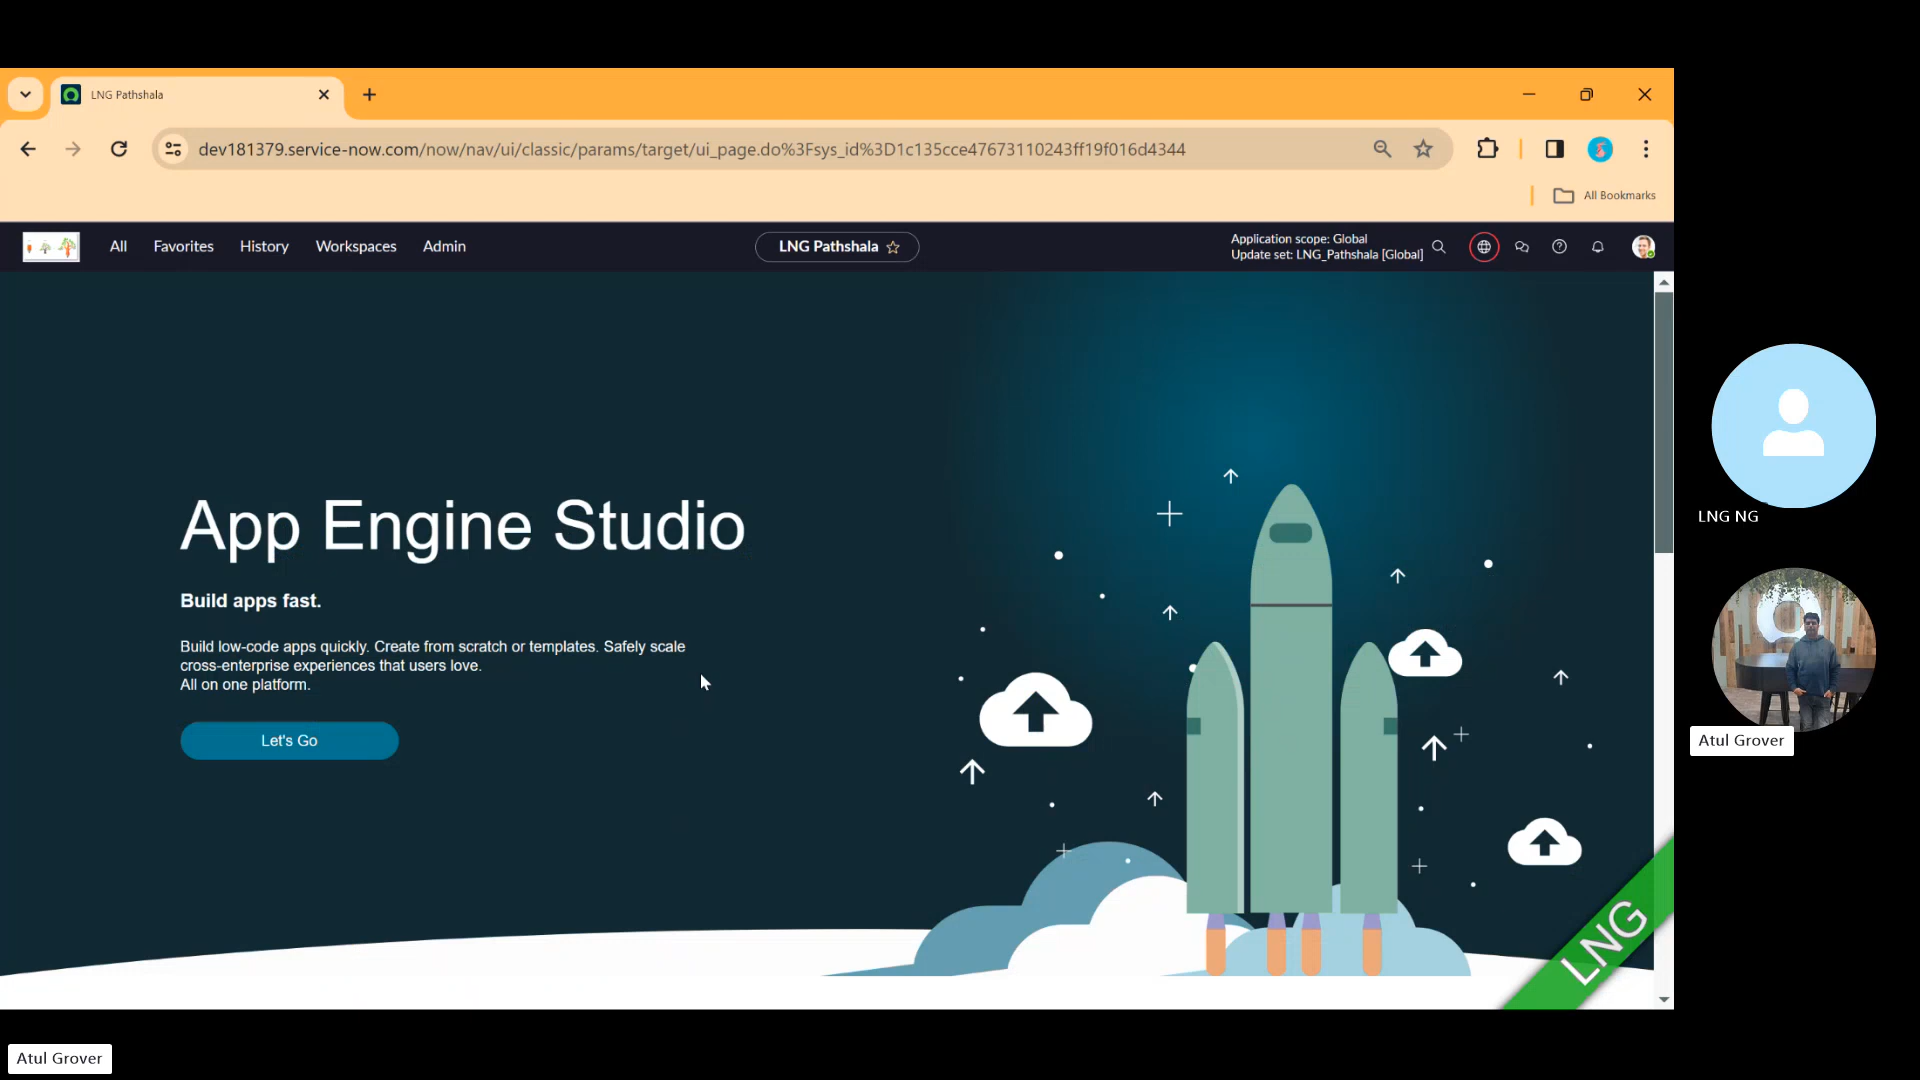 LNG Pathshala
dev181379.service-now.com/now/nav/ui/classic/params/target/ui_page.do%3Fsys_id%3D1c135cce47673110243ff19f016d4344
All Bookmarks
All
Favorites
History
Workspaces
Admin
LNG Pathshala
Application scope: Global
Update set: LNG_Pathshala [Global]
App Engine Studio
Build apps fast.
Build low-code apps quickly. Create from scratch or templates. Safely scale
cross-enterprise experiences that users love.
All on one platform.
Let's Go
LNG
LNG NG
Atul Grover
Atul Grover